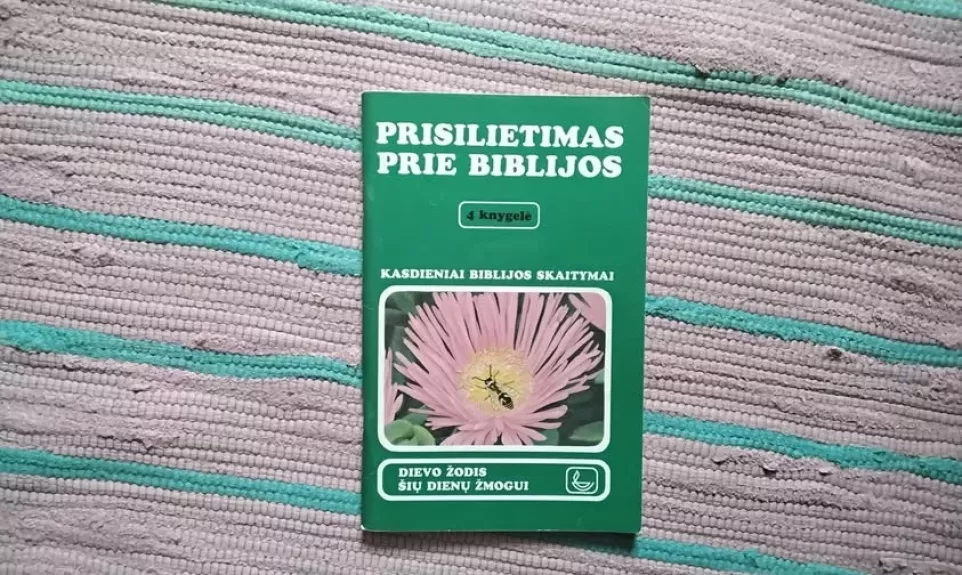 PRISILIETIMAS
PRIE BIBLIJOS
4 knygelė
KASDIENIAI BIBLIJOS SKAITYMAI
DIEVO ŽODIS
ŠIŲ DIENŲ ŽMOGUI